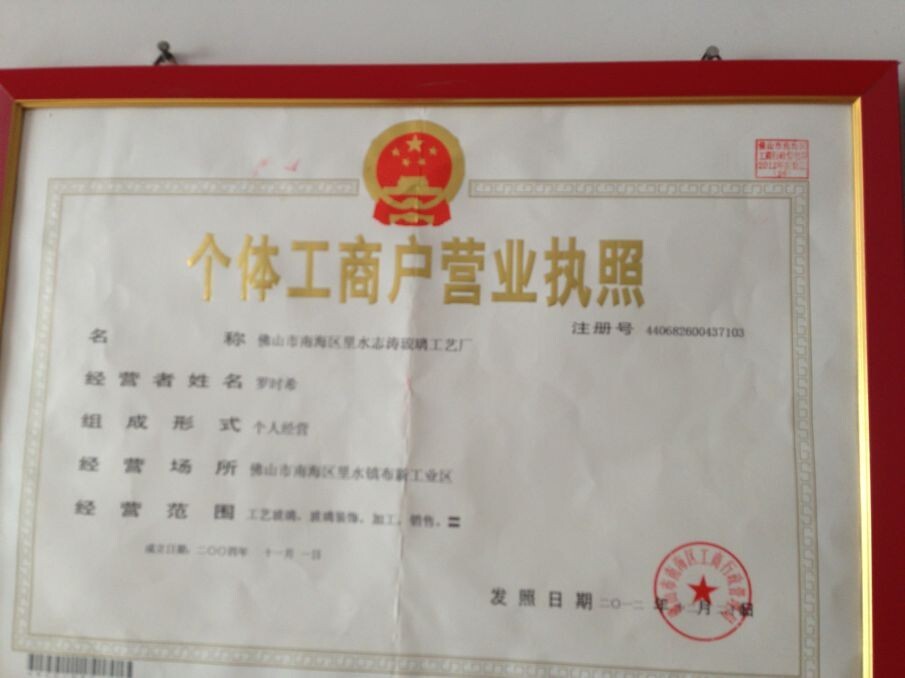 个体工商户营业执照
注册号 440682600437103
名称 佛山市南海区里水志涛玻璃工艺厂
经营者姓名 罗时希
组成形式 个人经营
经营场所 佛山市南海区里水镇布新工业区
经营范围 工艺玻璃，玻璃装饰，加工，销售。〓
成立日期：二〇〇四年 十一月 一日
发照日期 二〇一二 年 月 日